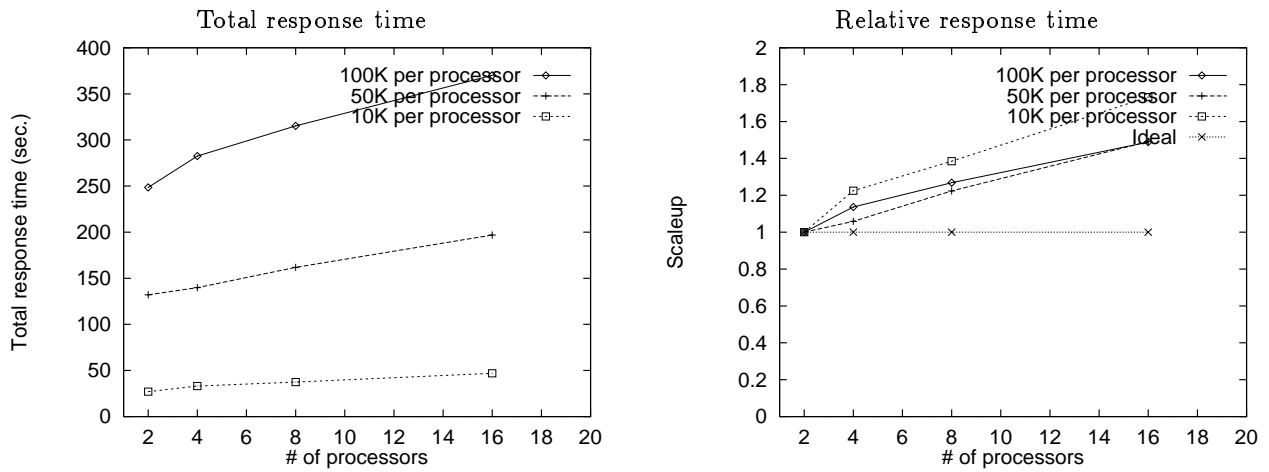 Total response time
400
350
300
250
200
150
100
50
0
Total response time (sec.)
100K per processor
50K per processor
10K per processor
2 4 6 8 10 12 14 16 18 20
# of processors
Relative response time
2
1.8
1.6
1.4
1.2
1
0.8
0.6
0.4
0.2
0
Scaleup
100K per processor
50K per processor
10K per processor
Ideal
2 4 6 8 10 12 14 16 18 20
# of processors